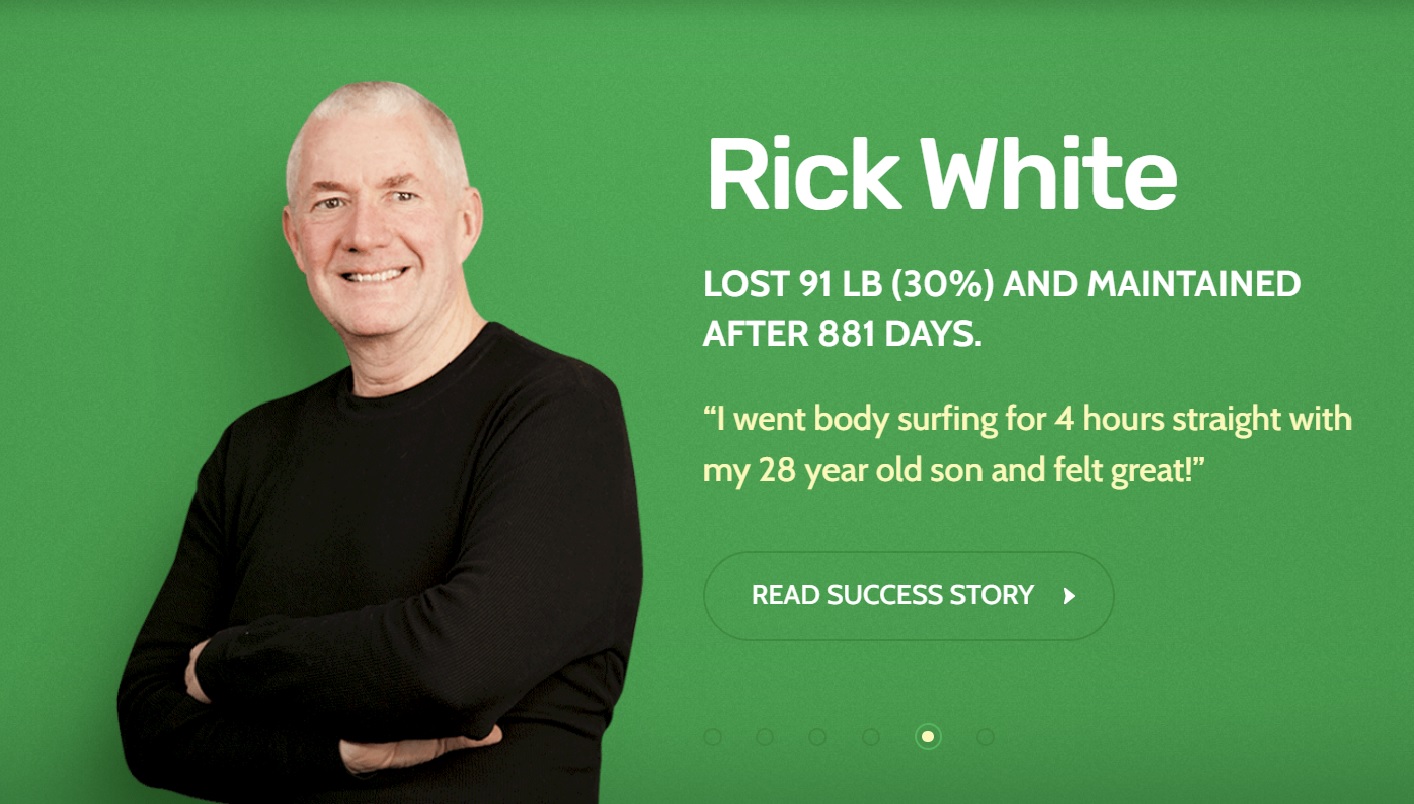 Rick White
LOST 91 LB (30%) AND MAINTAINED
AFTER 881 DAYS.
“I went body surfing for 4 hours straight with
my 28 year old son and felt great!”
READ SUCCESS STORY